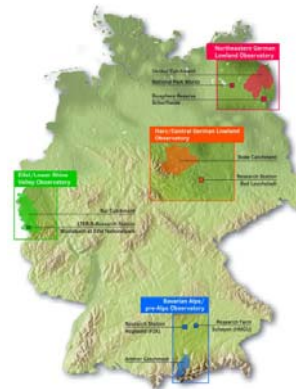 Northeastern German
Lowland Observatory
Uecker Catchment
National Park Müritz
Biosphere Reserve
Schorfheide
Harz/Central German Lowland
Observatory
Bode Catchment
Research Station
Bad Lauchstädt
Eifel/Lower Rhine
Valley Observatory
Rur Catchment
Bavarian Alps/
pre-Alps Observatory
Research Station
Research Farm
Scheyern (HMGU)
Ammer Catchment